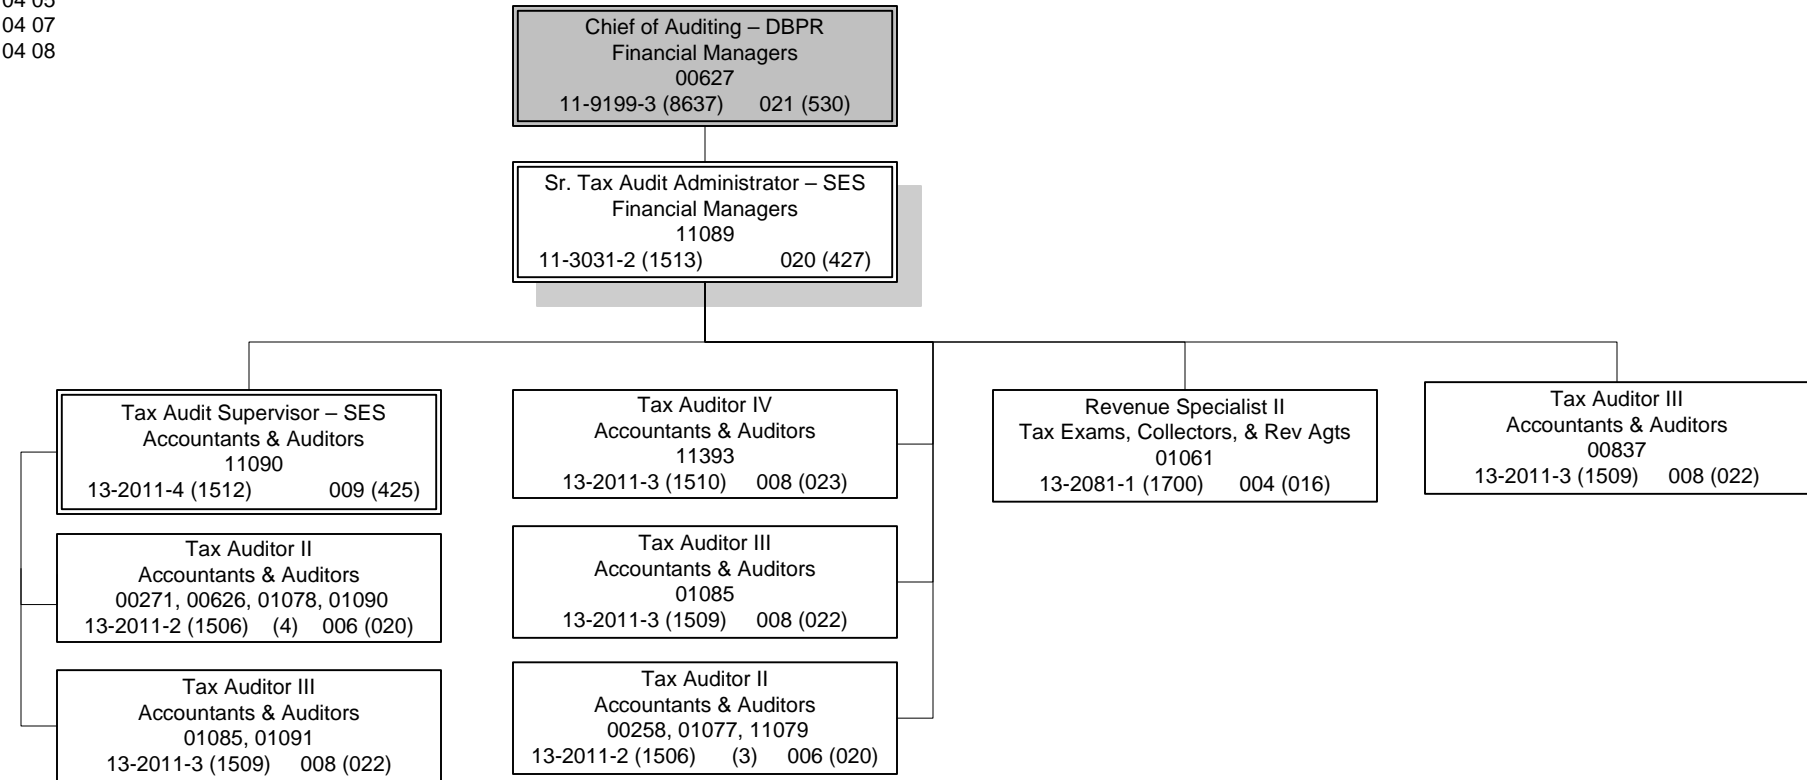 04 05
04 07
04 08
Chief of Auditing – DBPR
Financial Managers
00627
11-9199-3 (8637) 021 (530)
Sr. Tax Audit Administrator – SES
Financial Managers
11089
11-3031-2 (1513) 020 (427)
Tax Audit Supervisor – SES
Accountants & Auditors
11090
13-2011-4 (1512) 009 (425)
Tax Auditor II
Accountants & Auditors
00271, 00626, 01078, 01090
13-2011-2 (1506) (4) 006 (020)
Tax Auditor III
Accountants & Auditors
01085, 01091
13-2011-3 (1509) 008 (022)
Tax Auditor IV
Accountants & Auditors
11393
13-2011-3 (1510) 008 (023)
Tax Auditor III
Accountants & Auditors
01085
13-2011-3 (1509) 008 (022)
Tax Auditor II
Accountants & Auditors
00258, 01077, 11079
13-2011-2 (1506) (3) 006 (020)
Revenue Specialist II
Tax Exams, Collectors, & Rev Agts
01061
13-2081-1 (1700) 004 (016)
Tax Auditor III
Accountants & Auditors
00837
13-2011-3 (1509) 008 (022)